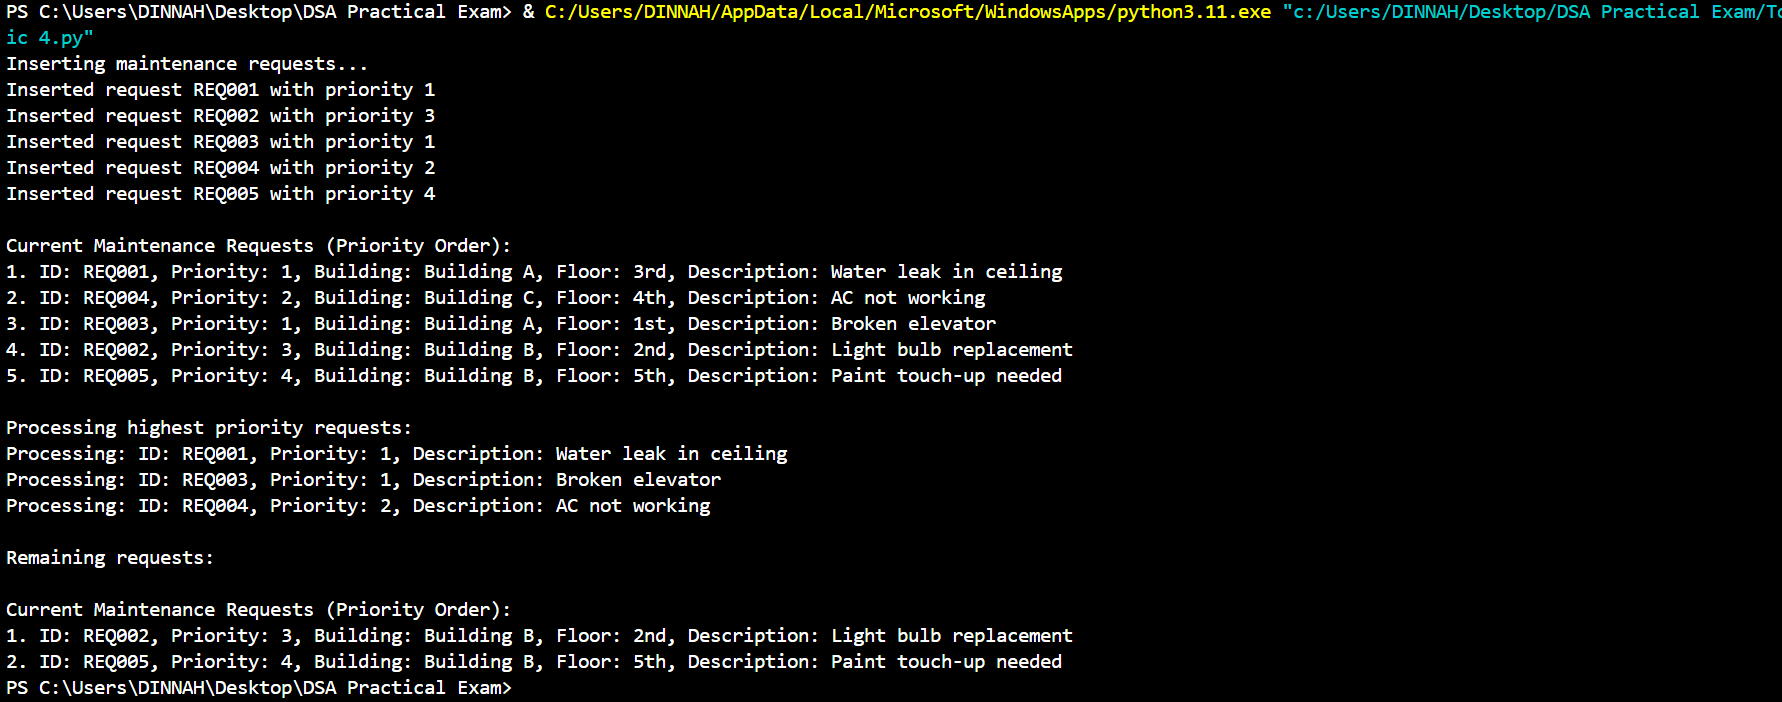 PS C:\Users\DINNAH\Desktop\DSA Practical Exam> & C:/Users/DINNAH/AppData/Local/Microsoft/WindowsApps/python3.11.exe "c:/Users/DINNAH/Desktop/DSA Practical Exam/To
ic 4.py"
Inserting maintenance requests...
Inserted request REQ001 with priority 1
Inserted request REQ002 with priority 3
Inserted request REQ003 with priority 1
Inserted request REQ004 with priority 2
Inserted request REQ005 with priority 4
Current Maintenance Requests (Priority Order):
1. ID: REQ001, Priority: 1, Building: Building A, Floor: 3rd, Description: Water leak in ceiling
2. ID: REQ004, Priority: 2, Building: Building C, Floor: 4th, Description: AC not working
3. ID: REQ003, Priority: 1, Building: Building A, Floor: 1st, Description: Broken elevator
4. ID: REQ002, Priority: 3, Building: Building B, Floor: 2nd, Description: Light bulb replacement
5. ID: REQ005, Priority: 4, Building: Building B, Floor: 5th, Description: Paint touch-up needed
Processing highest priority requests:
Processing: ID: REQ001, Priority: 1, Description: Water leak in ceiling
Processing: ID: REQ003, Priority: 1, Description: Broken elevator
Processing: ID: REQ004, Priority: 2, Description: AC not working
Remaining requests:
Current Maintenance Requests (Priority Order):
1. ID: REQ002, Priority: 3, Building: Building B, Floor: 2nd, Description: Light bulb replacement
2. ID: REQ005, Priority: 4, Building: Building B, Floor: 5th, Description: Paint touch-up needed
PS C:\Users\DINNAH\Desktop\DSA Practical Exam>